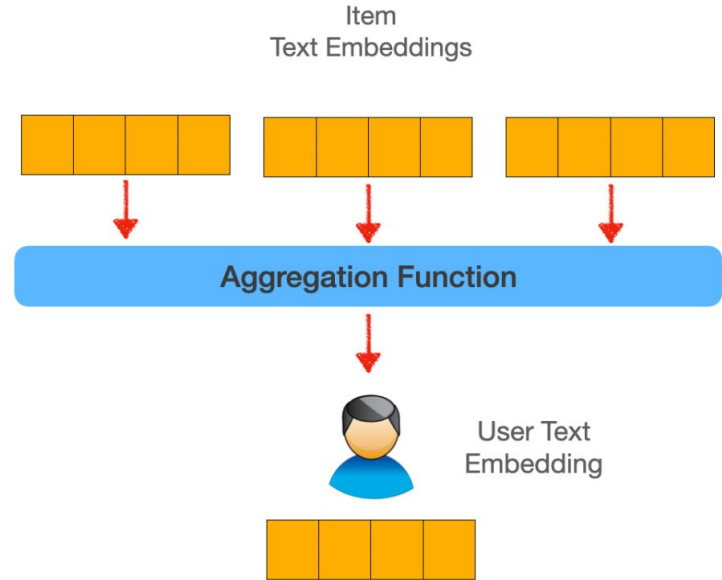 Item
Text Embeddings
Aggregation Function
User Text
Embedding